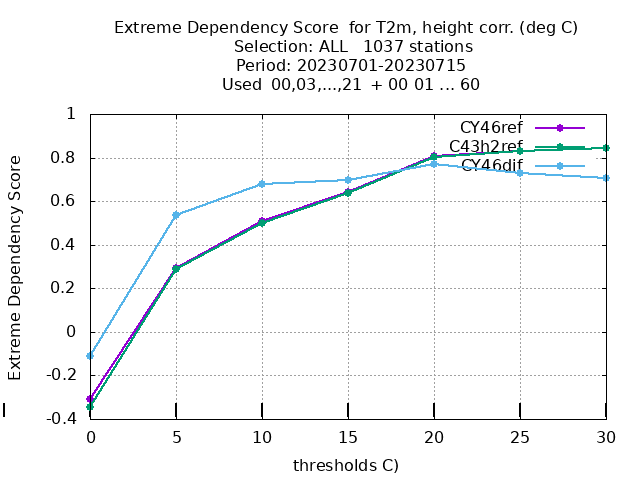 Extreme Dependency Score  for T2m, height corr. (deg C)
Selection: ALL   1037 stations
Period: 20230701-20230715
Used  00,03,...,21  + 00 01 ... 60
Extreme Dependency Score
1
0.8
0.6
0.4
0.2
0
-0.2
-0.4
CY46ref
C43h2ref
CY46dif
0 5 10 15 20 25 30
thresholds C)